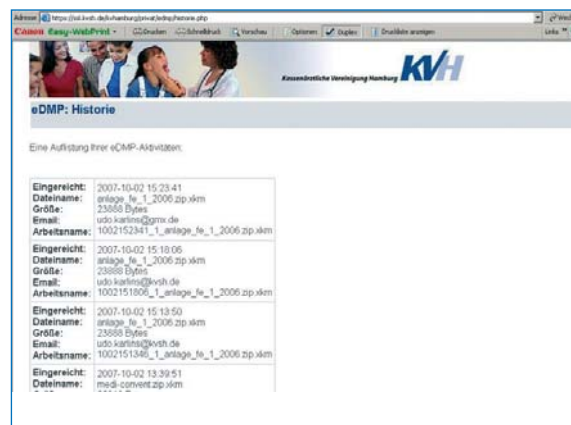 Adresse https://ssl.kvsh.de/kvhamburg/privat/edmp/historie.php
Canon Easy-WebPrint Drucken Schnelldruck Vorschau Optionen Duplex Druckliste anzeigen Links »
Kassenärztliche Vereinigung Hamburg KVH
eDMP: Historie
Eine Auflistung Ihrer eDMP-Aktivitäten:
Eingereicht: 2007-10-02 15:23:41
Dateiname: anlage_fe_1_2006.zip.xkm
Größe: 23888 Bytes
Email: udo.karlins@gmx.de
Arbeitsname: 1002152341_1_anlage_fe_1_2006.zip.xkm
Eingereicht: 2007-10-02 15:18:06
Dateiname: anlage_fe_1_2006.zip.xkm
Größe: 23888 Bytes
Email: udo.karlins@kvsh.de
Arbeitsname: 1002151806_1_anlage_fe_1_2006.zip.xkm
Eingereicht: 2007-10-02 15:13:50
Dateiname: anlage_fe_1_2006.zip.xkm
Größe: 23888 Bytes
Email: udo.karlins@kvsh.de
Arbeitsname: 1002151346_1_anlage_fe_1_2006.zip.xkm
Eingereicht: 2007-10-02 13:39:51
Dateiname: medi-convent.zip.xkm